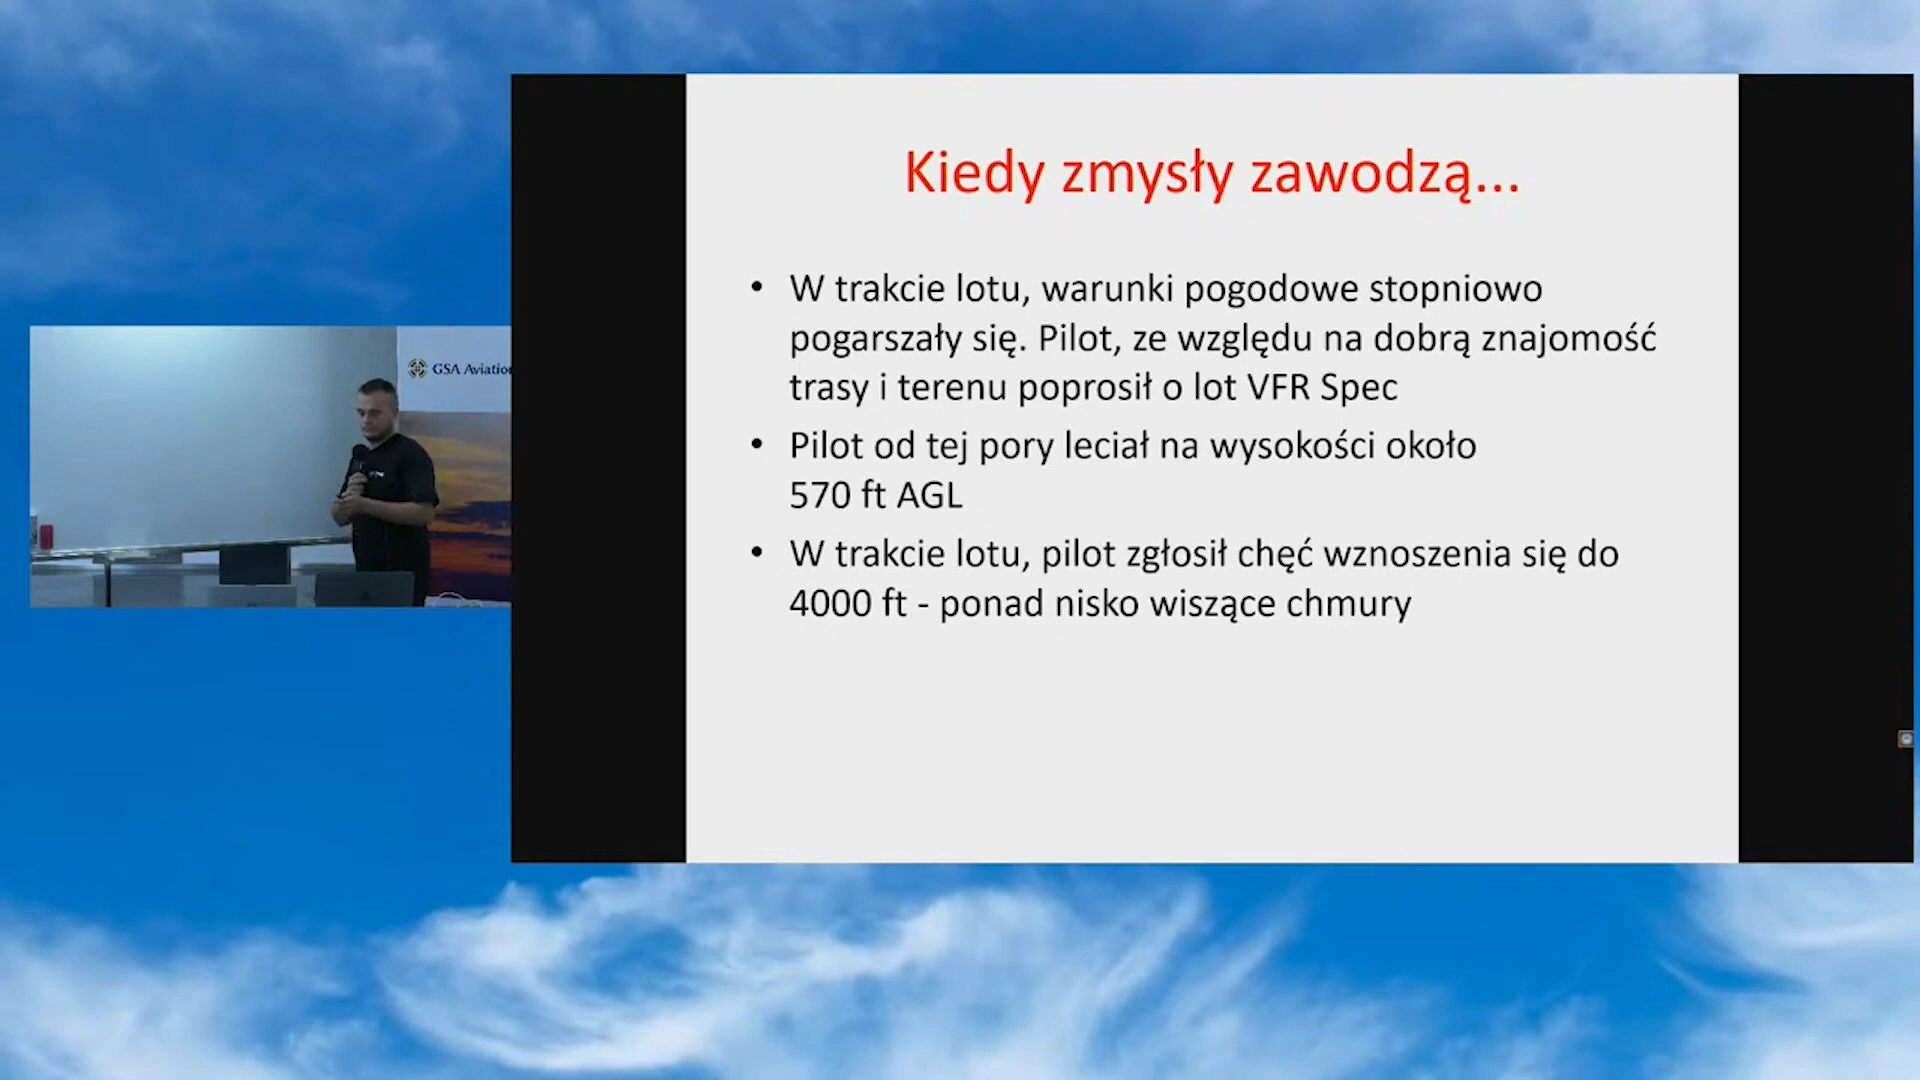 Kiedy zmysły zawodzą...
• W trakcie lotu, warunki pogodowe stopniowo
pogarszały się. Pilot, ze względu na dobrą znajomość
trasy i terenu poprosił o lot VFR Spec
• Pilot od tej pory leciał na wysokości około
570 ft AGL
• W trakcie lotu, pilot zgłosił chęć wznoszenia się do
4000 ft - ponad nisko wiszące chmury
GSA Aviation